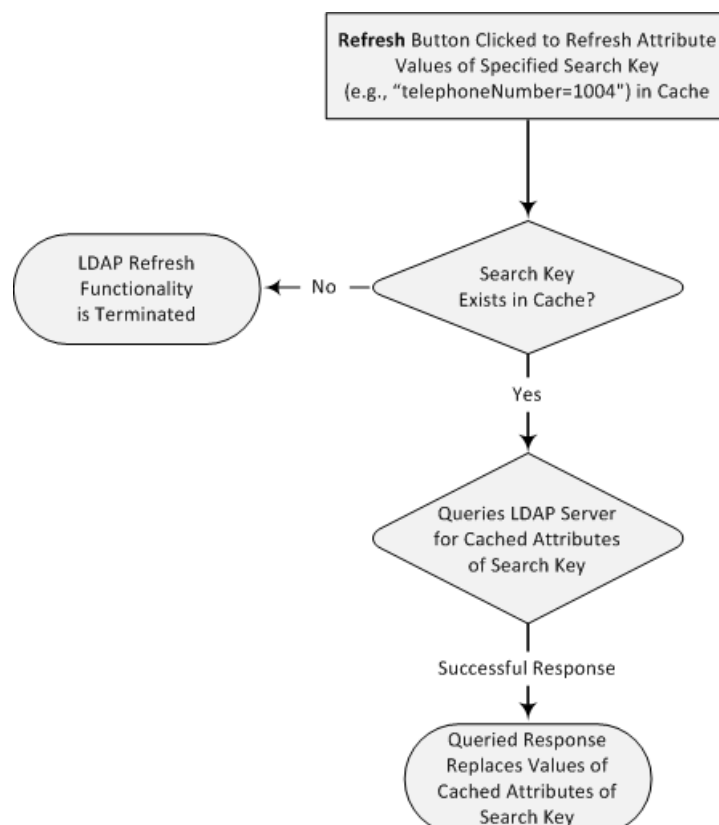 Refresh Button Clicked to Refresh Attribute
Values of Specified Search Key
(e.g., “telephoneNumber=1004") in Cache
LDAP Refresh
Functionality
is Terminated
No
Search Key
Exists in Cache?
Yes
Queries LDAP Server
for Cached Attributes
of Search Key
Successful Response
Queried Response
Replaces Values of
Cached Attributes of
Search Key